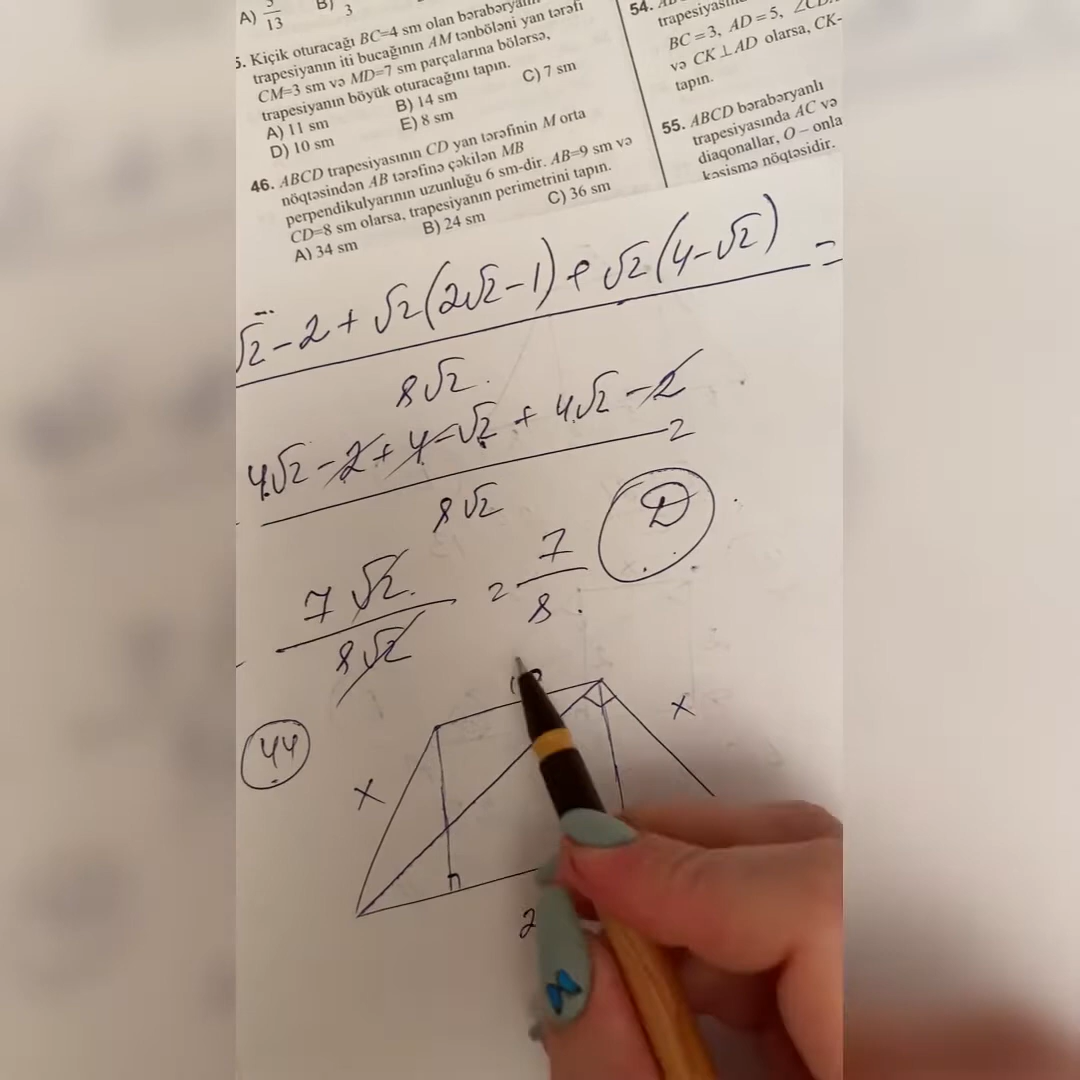 A) 3/13 B) 3
5. Kiçik oturacağı BC=4 sm olan bərabəryanlı
trapesiyanın iti bucağının AM tənböləni yan tərəfi
CM=3 sm və MD=7 sm parçalarına bölərsə,
trapesiyanın böyük oturacağını tapın.
A) 11 sm B) 14 sm C) 7 sm
D) 10 sm E) 8 sm
46. ABCD trapesiyasının CD yan tərəfinin M orta
nöqtəsindən AB tərəfinə çəkilən MB
perpendikulyarının uzunluğu 6 sm-dir. AB=9 sm və
CD=8 sm olarsa, trapesiyanın perimetrini tapın.
A) 34 sm B) 24 sm C) 36 sm
54.
trapesiyasın
BC = 3, AD = 5,
və CK ⊥ AD olarsa, CK-
tapın.
55. ABCD bərabəryanlı
trapesiyasında AC və
diaqonallar, O – onla
kəsişmə nöqtəsidir.
√2 - 2 + √2(2√2 - 1) + √2(4 - √2) =
8√2
4√2 - 2 + 4 - √2 + 4√2 - 2 =
8√2
7√2 = 7 D
8√2 8
44
x x
2